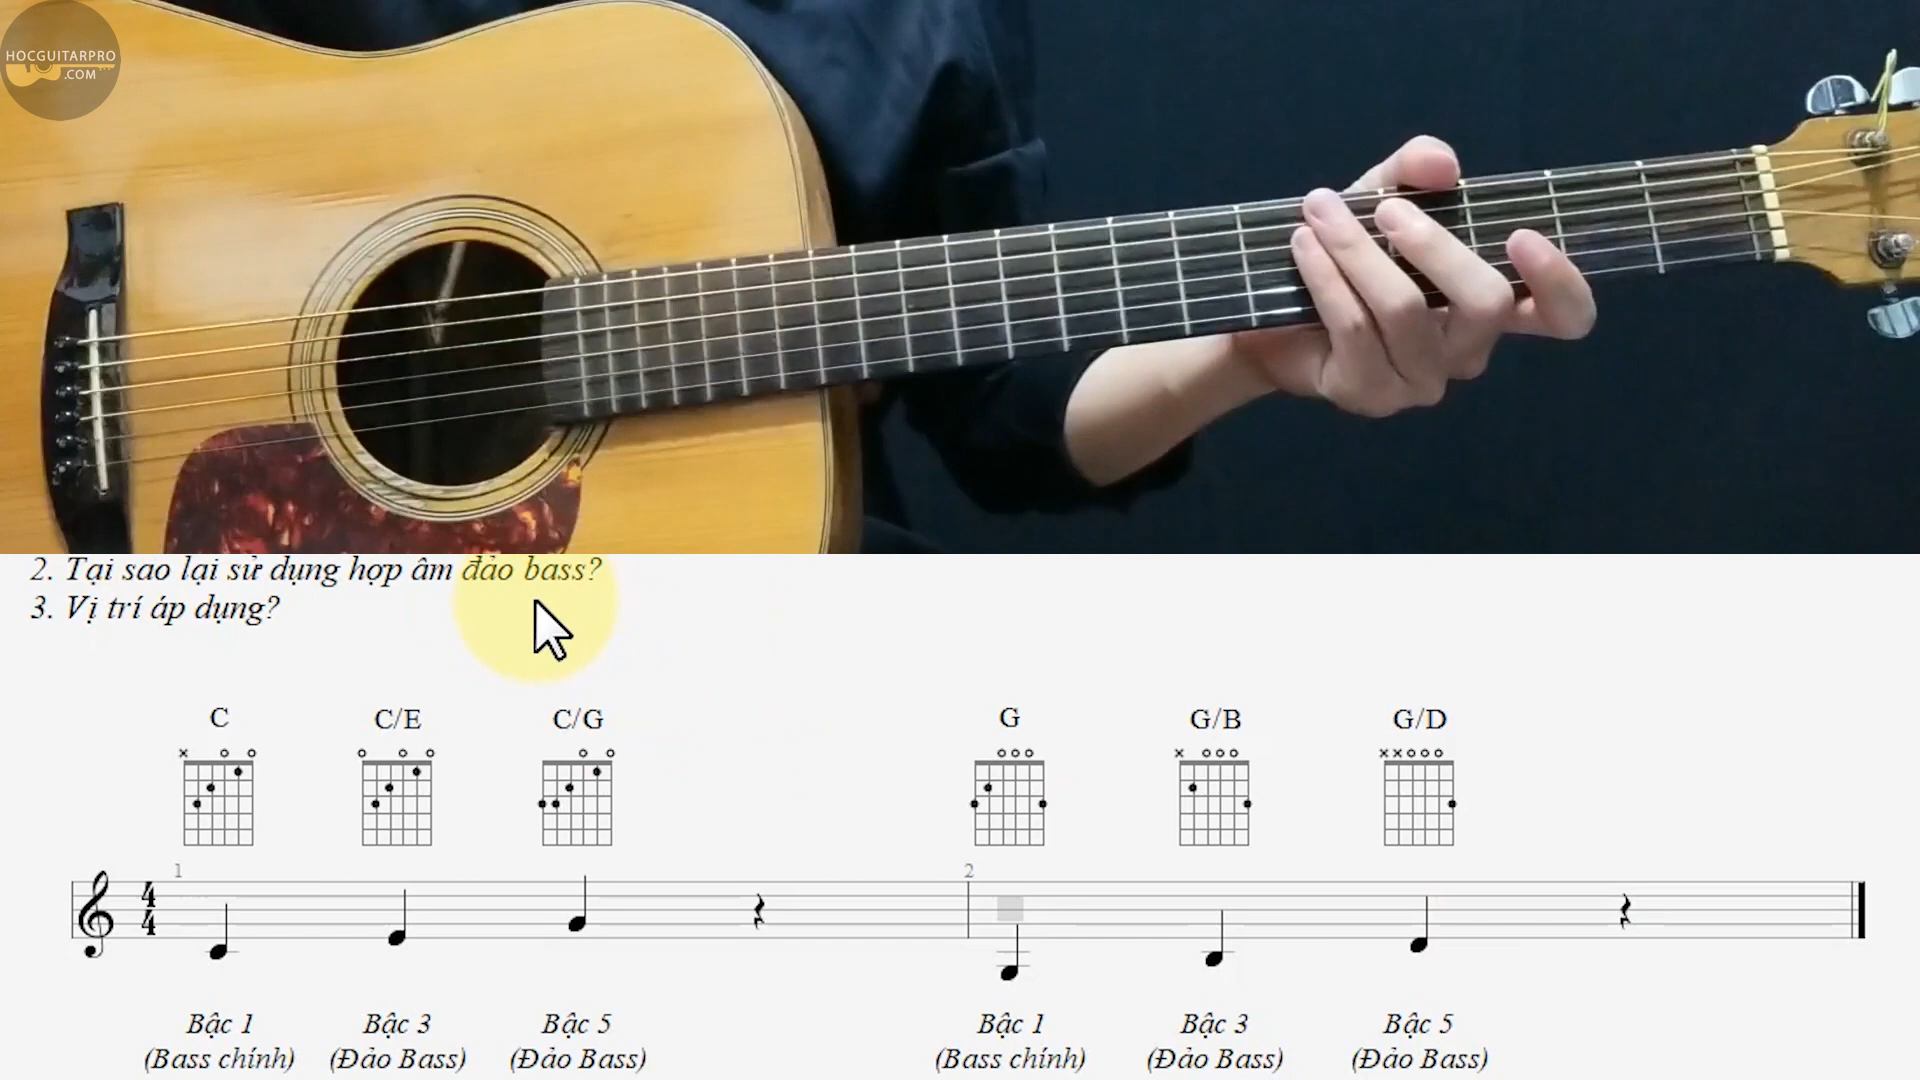 HOCGUITARPRO
.COM
2. Tại sao lại sử dụng hợp âm đảo bass?
3. Vị trí áp dụng?
C C/E C/G G G/B G/D
x o o o o o o o x o o o x x o o o
1 2
4
4
Bậc 1 Bậc 3 Bậc 5 Bậc 1 Bậc 3 Bậc 5
(Bass chính) (Đảo Bass) (Đảo Bass) (Bass chính) (Đảo Bass) (Đảo Bass)